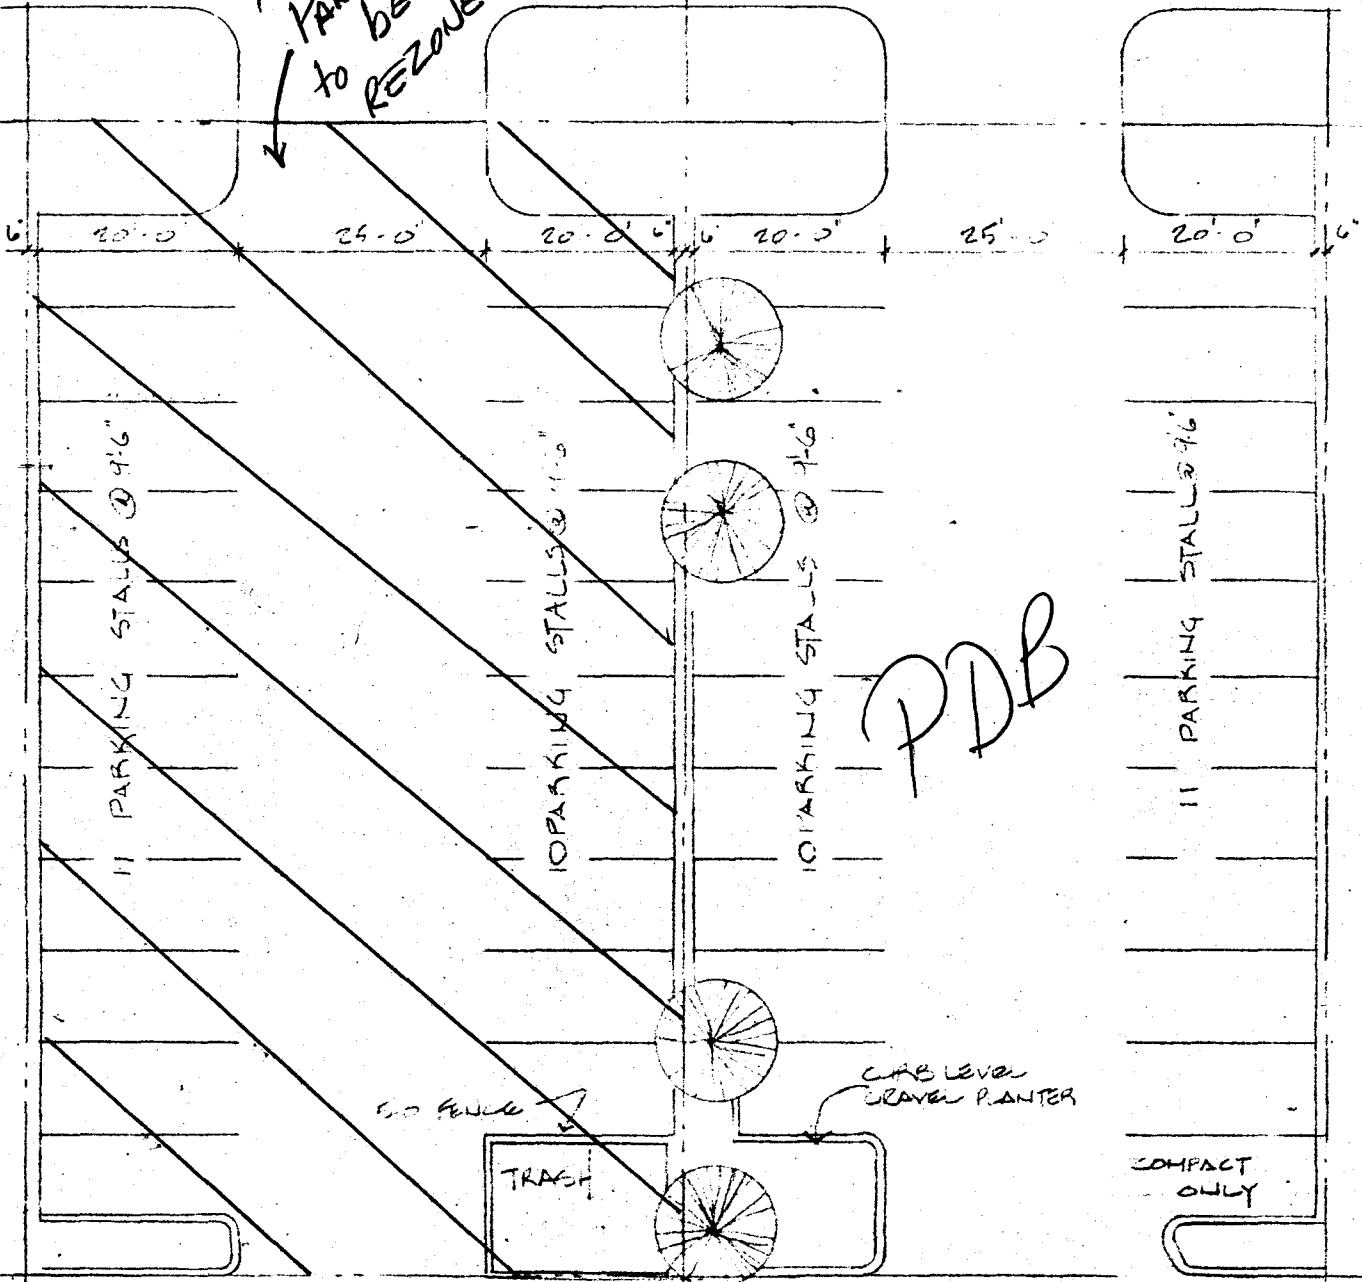 be
to
REZONE
6"
20'-0"
25'-0"
20'-0"
6"
6"
20'-0"
25'-0
20'-0"
6"
11 PARKING STALLS @ 9'-6"
10 PARKING STALLS @
10 PARKING STALLS @ 9'-6"
11 PARKING STALL @ 9'6"
PDB
FENCE
CURB LEVEL
GRAVEL PLANTER
TRASH
COMPACT
ONLY